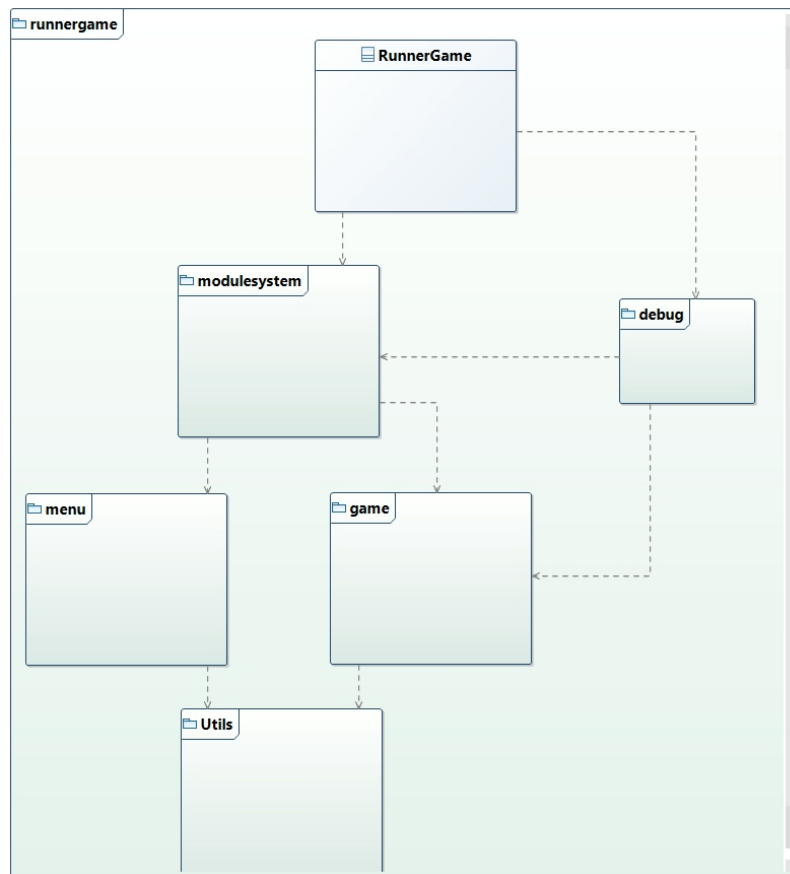 runnergame
RunnerGame
modulesystem
debug
menu
game
Utils